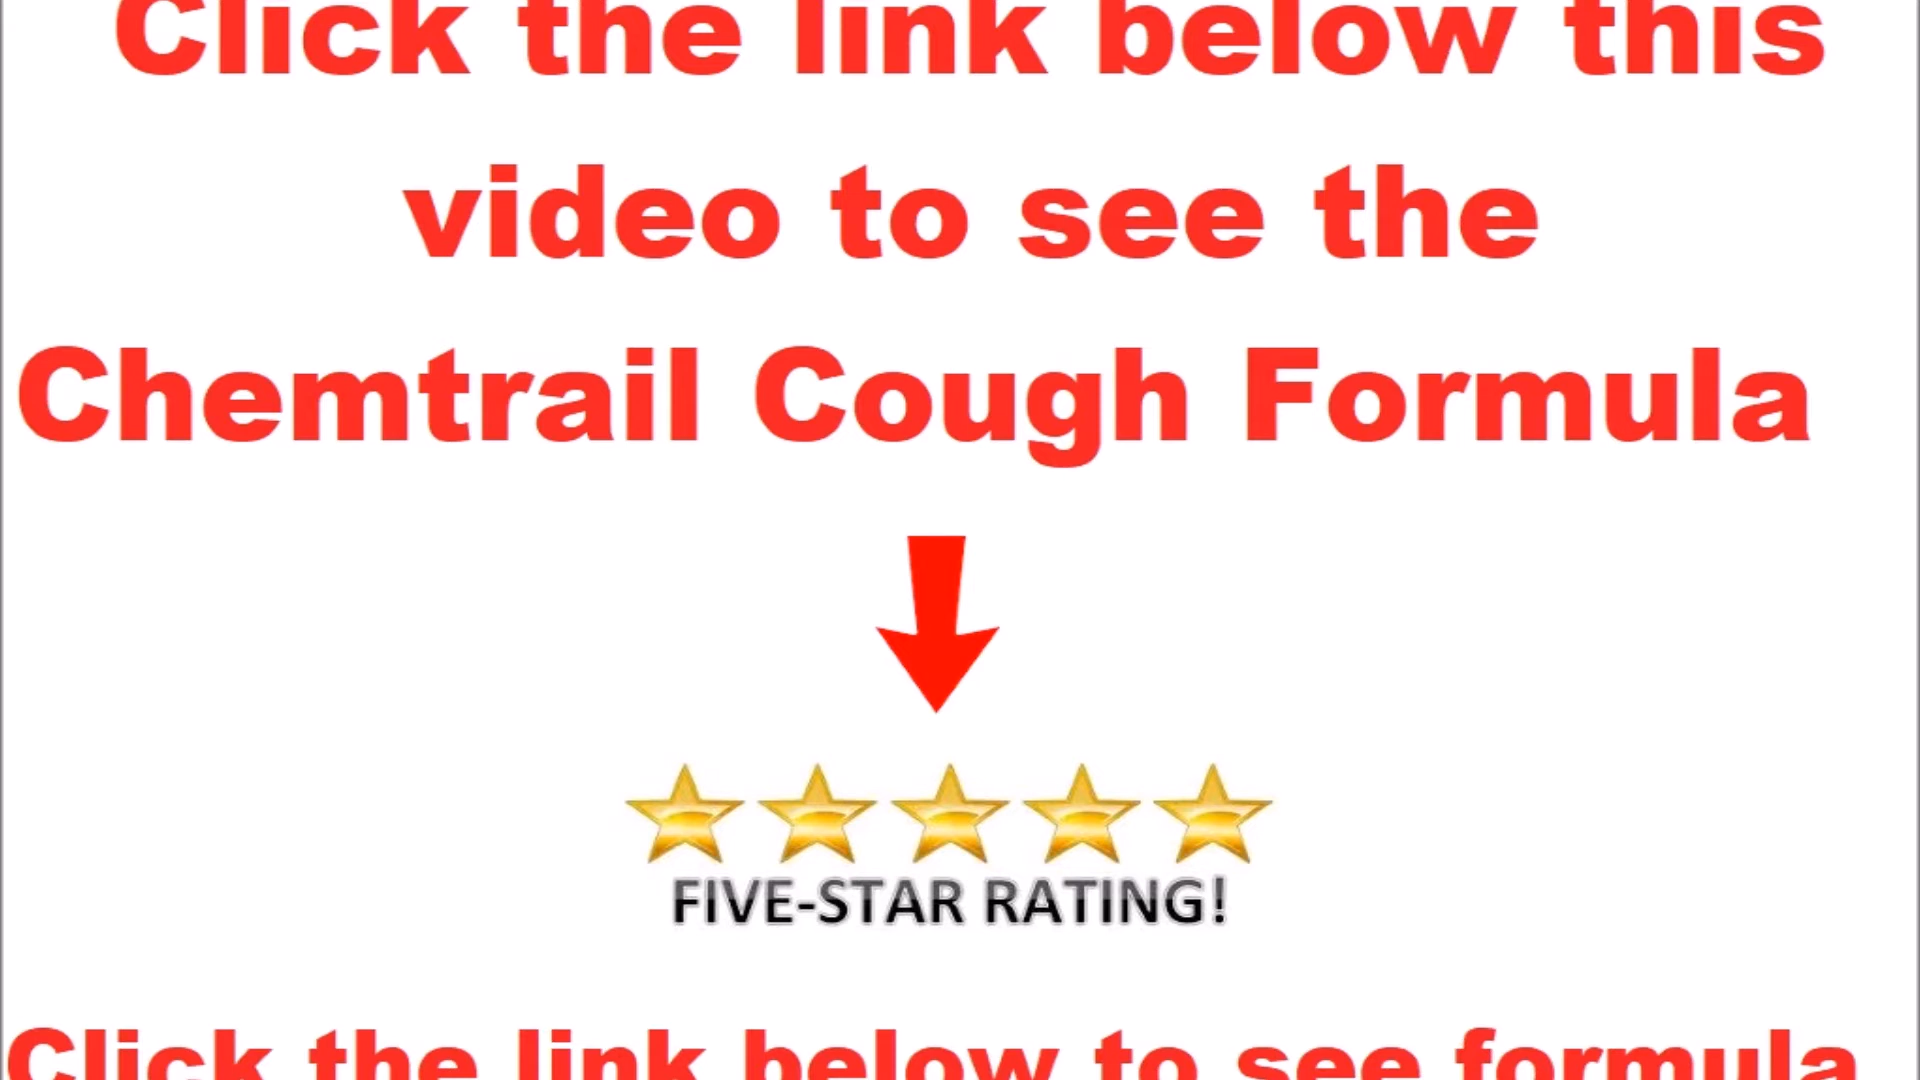 Click the link below this
video to see the
Chemtrail Cough Formula
FIVE-STAR RATING!
Click the link below to see formula